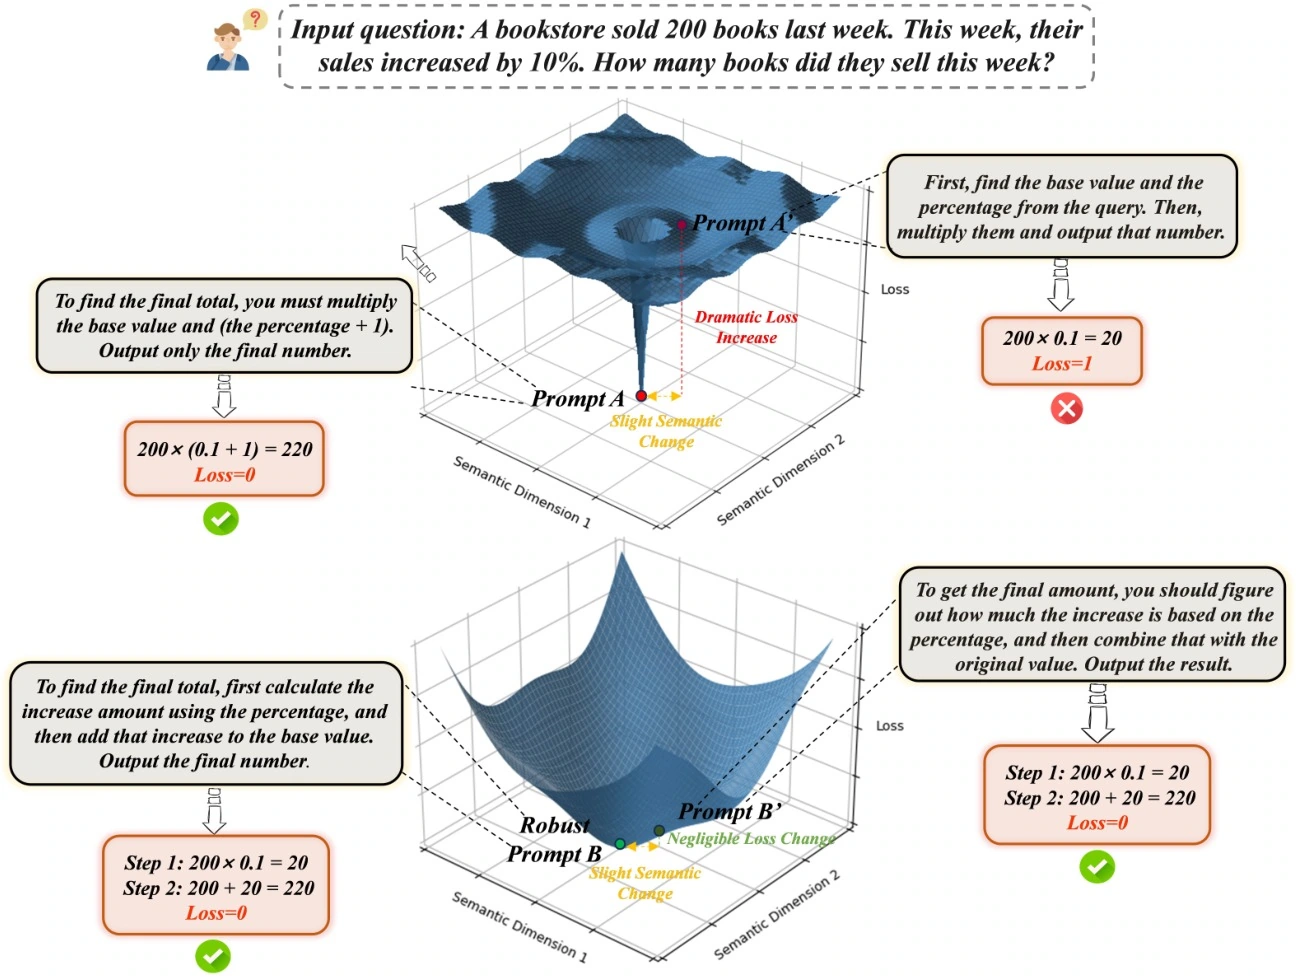 Input question: A bookstore sold 200 books last week. This week, their
sales increased by 10%. How many books did they sell this week?
?
First, find the base value and the
percentage from the query. Then,
multiply them and output that number.
Prompt A’
Loss
To find the final total, you must multiply
the base value and (the percentage + 1).
Output only the final number.
Dramatic Loss
Increase
200 × 0.1 = 20
Loss=1
Prompt A
Slight Semantic
Change
200 × (0.1 + 1) = 220
Loss=0
Semantic Dimension 1
Semantic Dimension 2
To get the final amount, you should figure
out how much the increase is based on the
percentage, and then combine that with the
original value. Output the result.
To find the final total, first calculate the
increase amount using the percentage, and
then add that increase to the base value.
Output the final number.
Loss
Step 1: 200 × 0.1 = 20
Step 2: 200 + 20 = 220
Loss=0
Prompt B’
Negligible Loss Change
Robust
Prompt B
Slight Semantic
Change
Step 1: 200 × 0.1 = 20
Step 2: 200 + 20 = 220
Loss=0
Semantic Dimension 1
Semantic Dimension 2